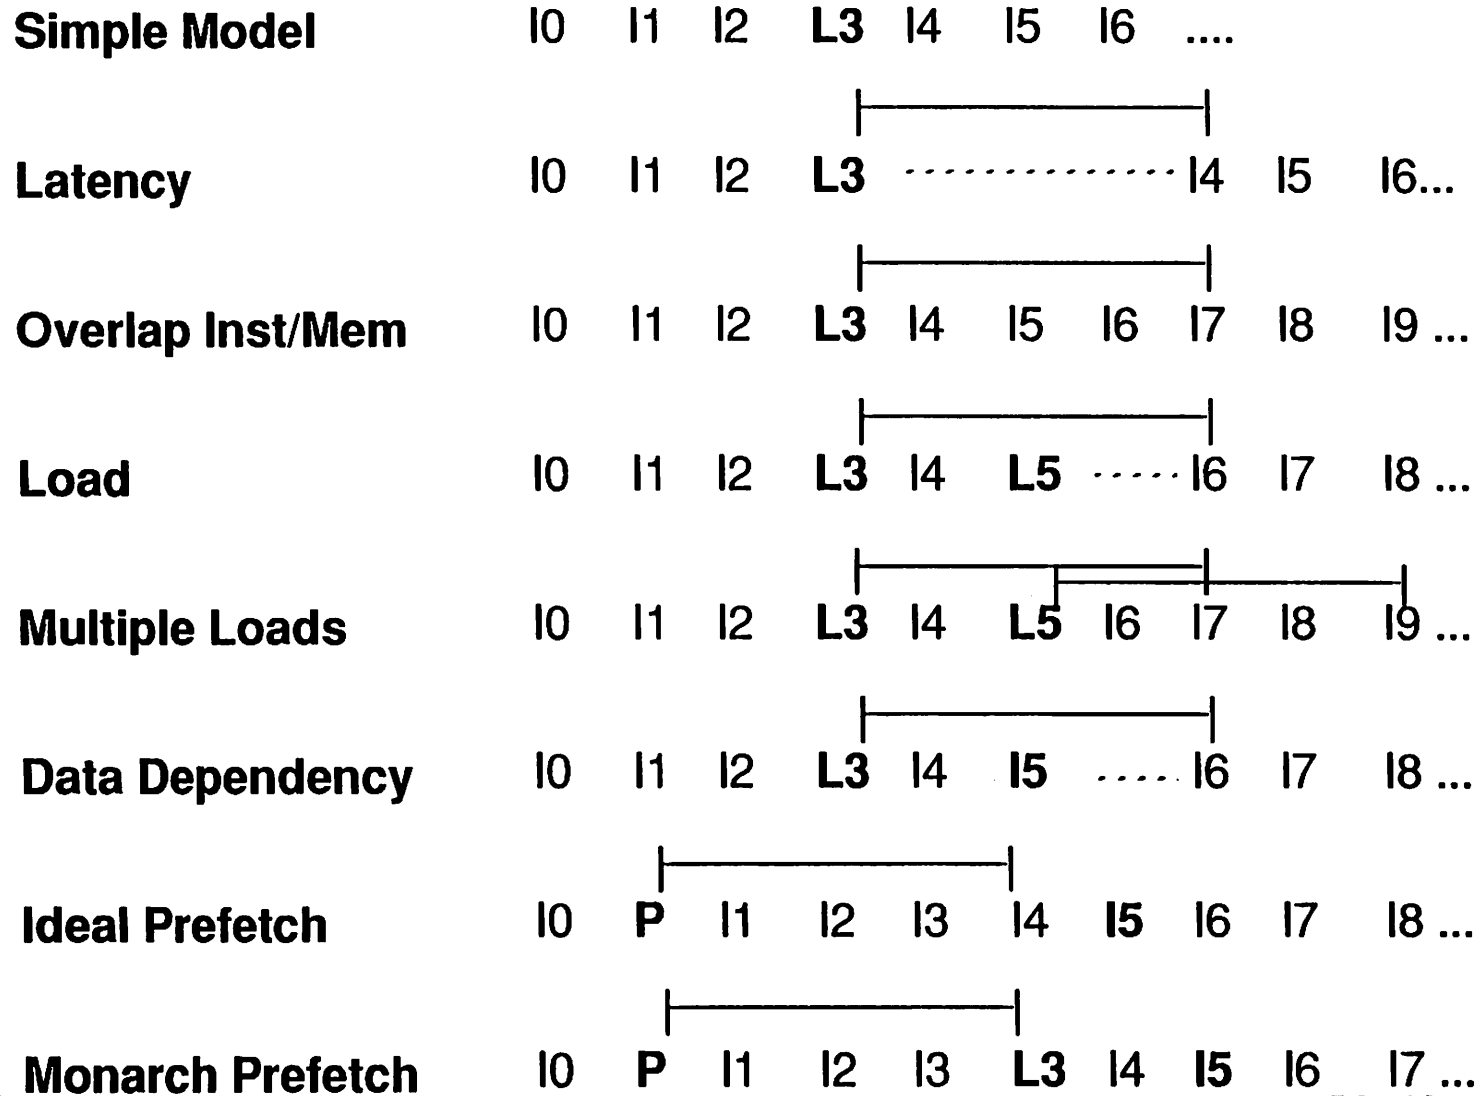 Simple Model I0 I1 I2 L3 I4 I5 I6 ....
Latency I0 I1 I2 L3 .............. I4 I5 I6...
Overlap Inst/Mem I0 I1 I2 L3 I4 I5 I6 I7 I8 I9 ...
Load I0 I1 I2 L3 I4 L5 ..... I6 I7 I8 ...
Multiple Loads I0 I1 I2 L3 I4 L5 I6 I7 I8 I9 ...
Data Dependency I0 I1 I2 L3 I4 I5 ..... I6 I7 I8 ...
Ideal Prefetch I0 P I1 I2 I3 I4 I5 I6 I7 I8 ...
Monarch Prefetch I0 P I1 I2 I3 L3 I4 I5 I6 I7 ...